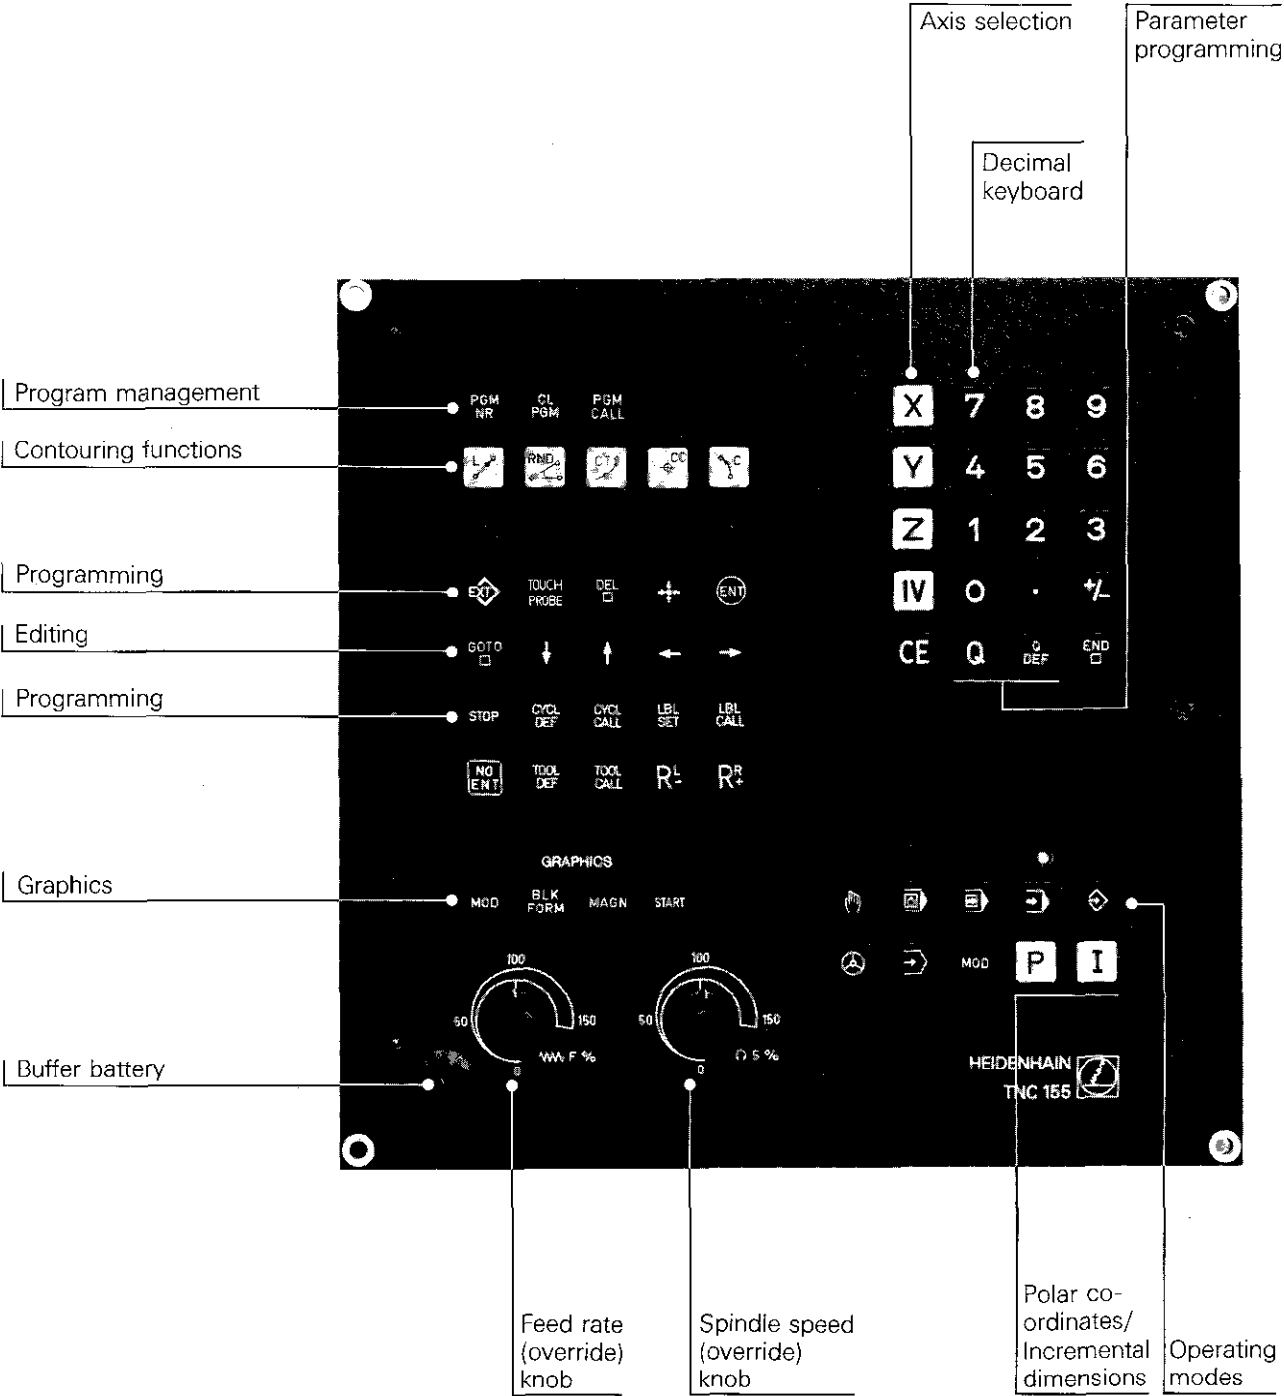 Axis selection
Parameter
programming
Decimal
keyboard
Program management
PGM
NR
CL
PGM
PGM
CALL
X 7 8 9
Contouring functions
L
RND
CT
CC
C
Y 4 5 6
Z 1 2 3
Programming
EXT
TOUCH
PROBE
DEL
ENT
IV 0 . +/-
Editing
GOTO
CE Q
Q
DEF
END
Programming
STOP
CYCL
DEF
CYCL
CALL
LBL
SET
LBL
CALL
NO
ENT
TOOL
DEF
TOOL
CALL
RL-
RR+
GRAPHICS
Graphics
MOD
BLK
FORM
MAGN
START
MOD
P I
100
50
150
F %
0
100
50
150
S %
0
Buffer battery
HEIDENHAIN
TNC 155
Feed rate
(override)
knob
Spindle speed
(override)
knob
Polar co-
ordinates/
Incremental
dimensions
Operating
modes